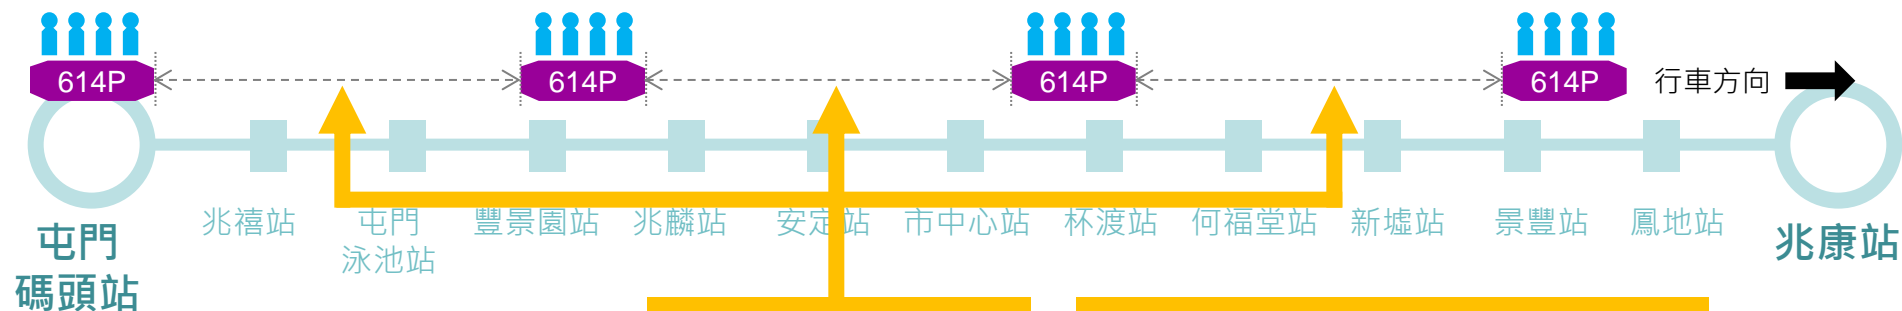 614P
614P
614P
614P
行車方向
兆禧站
屯門
泳池站
豐景園站
兆麟站
安定站
市中心站
杯渡站
何福堂站
新墟站
景豐站
鳳地站
屯門
碼頭站
兆康站